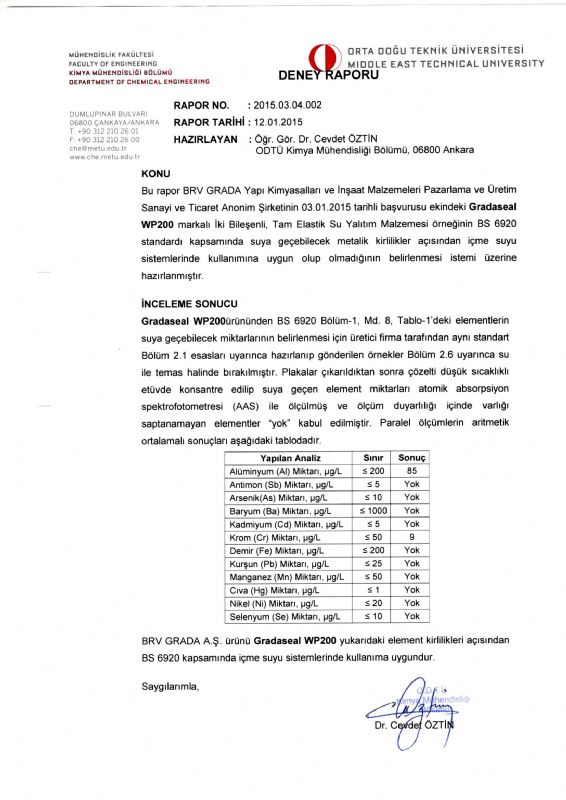 MÜHENDİSLİK FAKÜLTESİ
FACULTY OF ENGINEERING
KİMYA MÜHENDİSLİĞİ BÖLÜMÜ
DEPARTMENT OF CHEMICAL ENGINEERING
ORTA DOĞU TEKNİK ÜNİVERSİTESİ
MIDDLE EAST TECHNICAL UNIVERSITY
DENEY RAPORU
DUMLUPINAR BULVARI
06800 ÇANKAYA/ANKARA
T: +90 312 210 26 01
F: +90 312 210 26 00
che@metu.edu.tr
www.che.metu.edu.tr
RAPOR NO. : 2015.03.04.002
RAPOR TARİHİ : 12.01.2015
HAZIRLAYAN : Öğr. Gör. Dr. Cevdet ÖZTİN
ODTÜ Kimya Mühendisliği Bölümü, 06800 Ankara
KONU
Bu rapor BRV GRADA Yapı Kimyasalları ve İnşaat Malzemeleri Pazarlama ve Üretim
Sanayi ve Ticaret Anonim Şirketinin 03.01.2015 tarihli başvurusu ekindeki Gradaseal
WP200 markalı İki Bileşenli, Tam Elastik Su Yalıtım Malzemesi örneğinin BS 6920
standardı kapsamında suya geçebilecek metalik kirlilikler açısından içme suyu
sistemlerinde kullanımına uygun olup olmadığının belirlenmesi istemi üzerine
hazırlanmıştır.
İNCELEME SONUCU
Gradaseal WP200ürününden BS 6920 Bölüm-1, Md. 8, Tablo-1'deki elementlerin
suya geçebilecek miktarlarının belirlenmesi için üretici firma tarafından aynı standart
Bölüm 2.1 esasları uyarınca hazırlanıp gönderilen örnekler Bölüm 2.6 uyarınca su
ile temas halinde bırakılmıştır. Plakalar çıkarıldıktan sonra çözelti düşük sıcaklıklı
etüvde konsantre edilip suya geçen element miktarları atomik absorpsiyon
spektrofotometresi (AAS) ile ölçülmüş ve ölçüm duyarlılığı içinde varlığı
saptanamayan elementler “yok” kabul edilmiştir. Paralel ölçümlerin aritmetik
ortalamalı sonuçları aşağıdaki tablodadır.
Yapılan Analiz Sınır Sonuç
Alüminyum (Al) Miktarı, µg/L ≤ 200 85
Antimon (Sb) Miktarı, µg/L ≤ 5 Yok
Arsenik(As) Miktarı, µg/L ≤ 10 Yok
Baryum (Ba) Miktarı, µg/L ≤ 1000 Yok
Kadmiyum (Cd) Miktarı, µg/L ≤ 5 Yok
Krom (Cr) Miktarı, µg/L ≤ 50 9
Demir (Fe) Miktarı, µg/L ≤ 200 Yok
Kurşun (Pb) Miktarı, µg/L ≤ 25 Yok
Manganez (Mn) Miktarı, µg/L ≤ 50 Yok
Cıva (Hg) Miktarı, µg/L ≤ 1 Yok
Nikel (Ni) Miktarı, µg/L ≤ 20 Yok
Selenyum (Se) Miktarı, µg/L ≤ 10 Yok
BRV GRADA A.Ş. ürünü Gradaseal WP200 yukarıdaki element kirlilikleri açısından
BS 6920 kapsamında içme suyu sistemlerinde kullanıma uygundur.
Saygılarımla,
Kimya Mühendisliği
Dr. Cevdet ÖZTİN